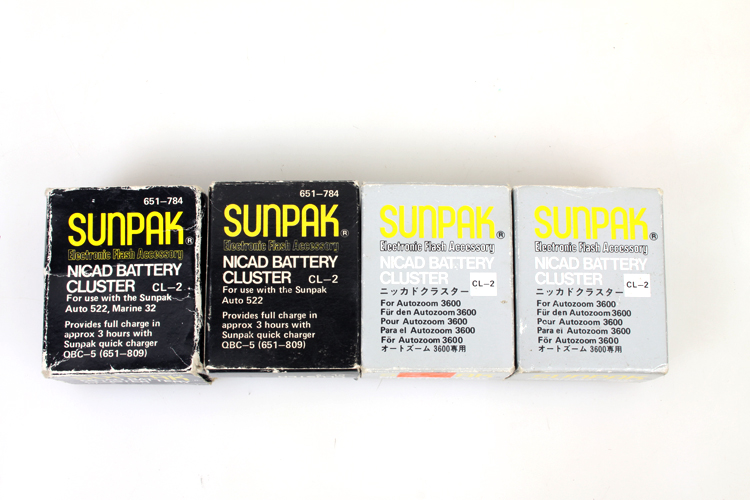 651-784
SUNPAK®
Electronic Flash Accessory
NICAD BATTERY
CLUSTER CL-2
For use with the Sunpak
Auto 522, Marine 32
Provides full charge in
approx 3 hours with
Sunpak quick charger
QBC-5 (651-809)
651-784
SUNPAK®
Electronic Flash Accessory
NICAD BATTERY
CLUSTER CL-2
For use with the Sunpak
Auto 522
Provides full charge in
approx 3 hours with
Sunpak quick charger
QBC-5 (651-809)
SUNPAK®
Electronic Flash Accessory
NICAD BATTERY
CLUSTER CL-2
ニッカドクラスター
For Autozoom 3600
Für den Autozoom 3600
Pour Autozoom 3600
Para el Autozoom 3600
För Autozoom 3600
オートズーム 3600専用
SUNPAK®
Electronic Flash Accessory
NICAD BATTERY
CLUSTER CL-2
ニッカドクラスター
For Autozoom 3600
Für den Autozoom 3600
Pour Autozoom 3600
Para el Autozoom 3600
För Autozoom 3600
オートズーム 3600専用